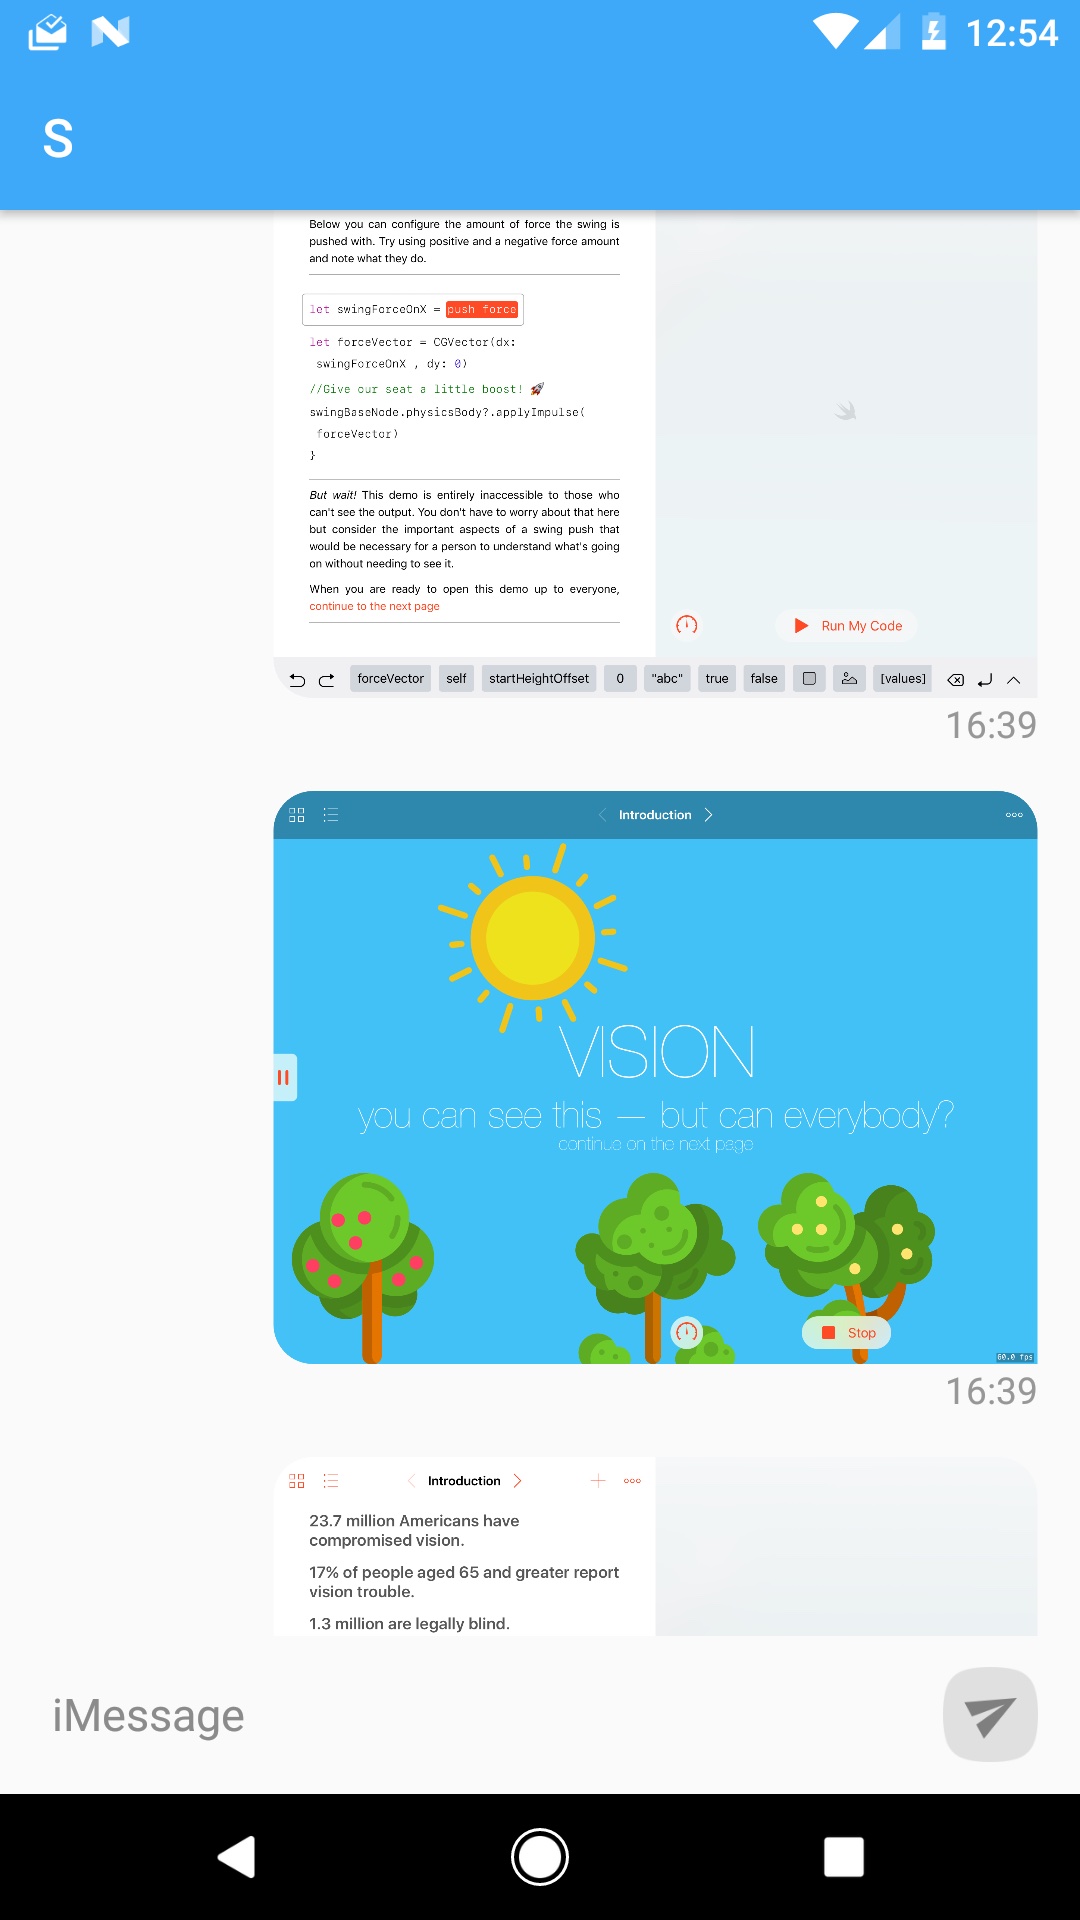 12:54
S
Below you can configure the amount of force the swing is
pushed with. Try using positive and a negative force amount
and note what they do.
let swingForceOnX = push force
let forceVector = CGVector(dx:
swingForceOnX , dy: 0)
//Give our seat a little boost! 🚀
swingBaseNode.physicsBody?.applyImpulse(
forceVector)
}
But wait! This demo is entirely inaccessible to those who
can't see the output. You don't have to worry about that here
but consider the important aspects of a swing push that
would be necessary for a person to understand what's going
on without needing to see it.
When you are ready to open this demo up to everyone,
continue to the next page
Run My Code
forceVector self startHeightOffset 0 "abc" true false [values]
16:39
Introduction
VISION
you can see this — but can everybody?
continue on the next page
Stop
60.0 fps
16:39
Introduction
23.7 million Americans have
compromised vision.
17% of people aged 65 and greater report
vision trouble.
1.3 million are legally blind.
iMessage